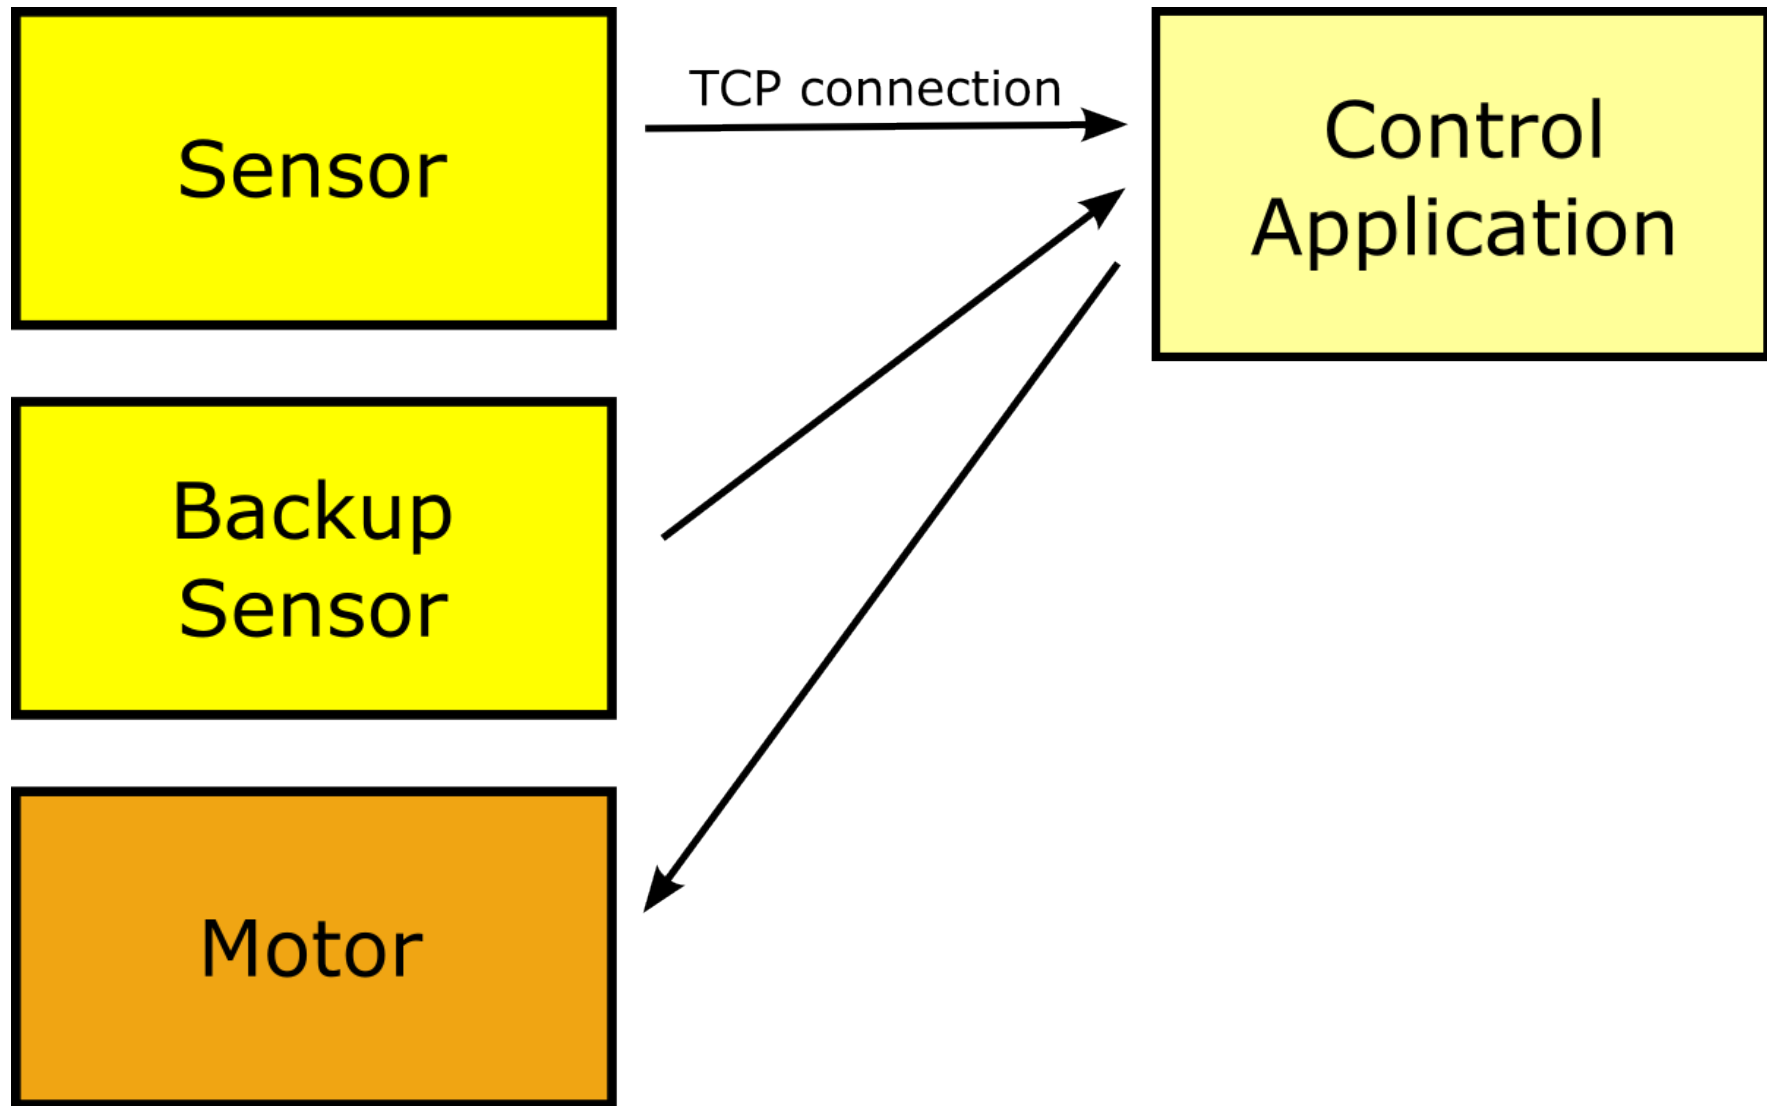 Sensor
TCP connection
Control
Application
Backup
Sensor
Motor